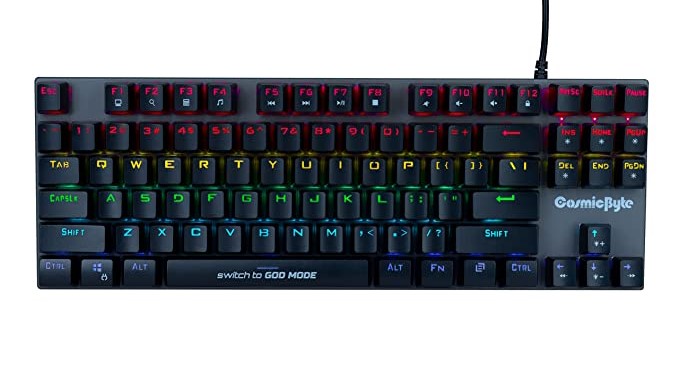 Esc F1 F2 F3 F4 F5 F6 F7 F8 F9 F10 F11 F12 PrtSc ScrLK Pause
~` 1! 2@ 3# 4$ 5% 6^ 7& 8* 9( 0) -_ =+ Ins Home PgUp
Tab Q W E R T Y U I O P [{ ]} \| Del End PgDn
CapsLk A S D F G H J K L ;: '" CosmicByte
Shift Z X C V B N M ,< .> /? Shift
Ctrl Alt switch to GOD MODE Alt Fn Ctrl